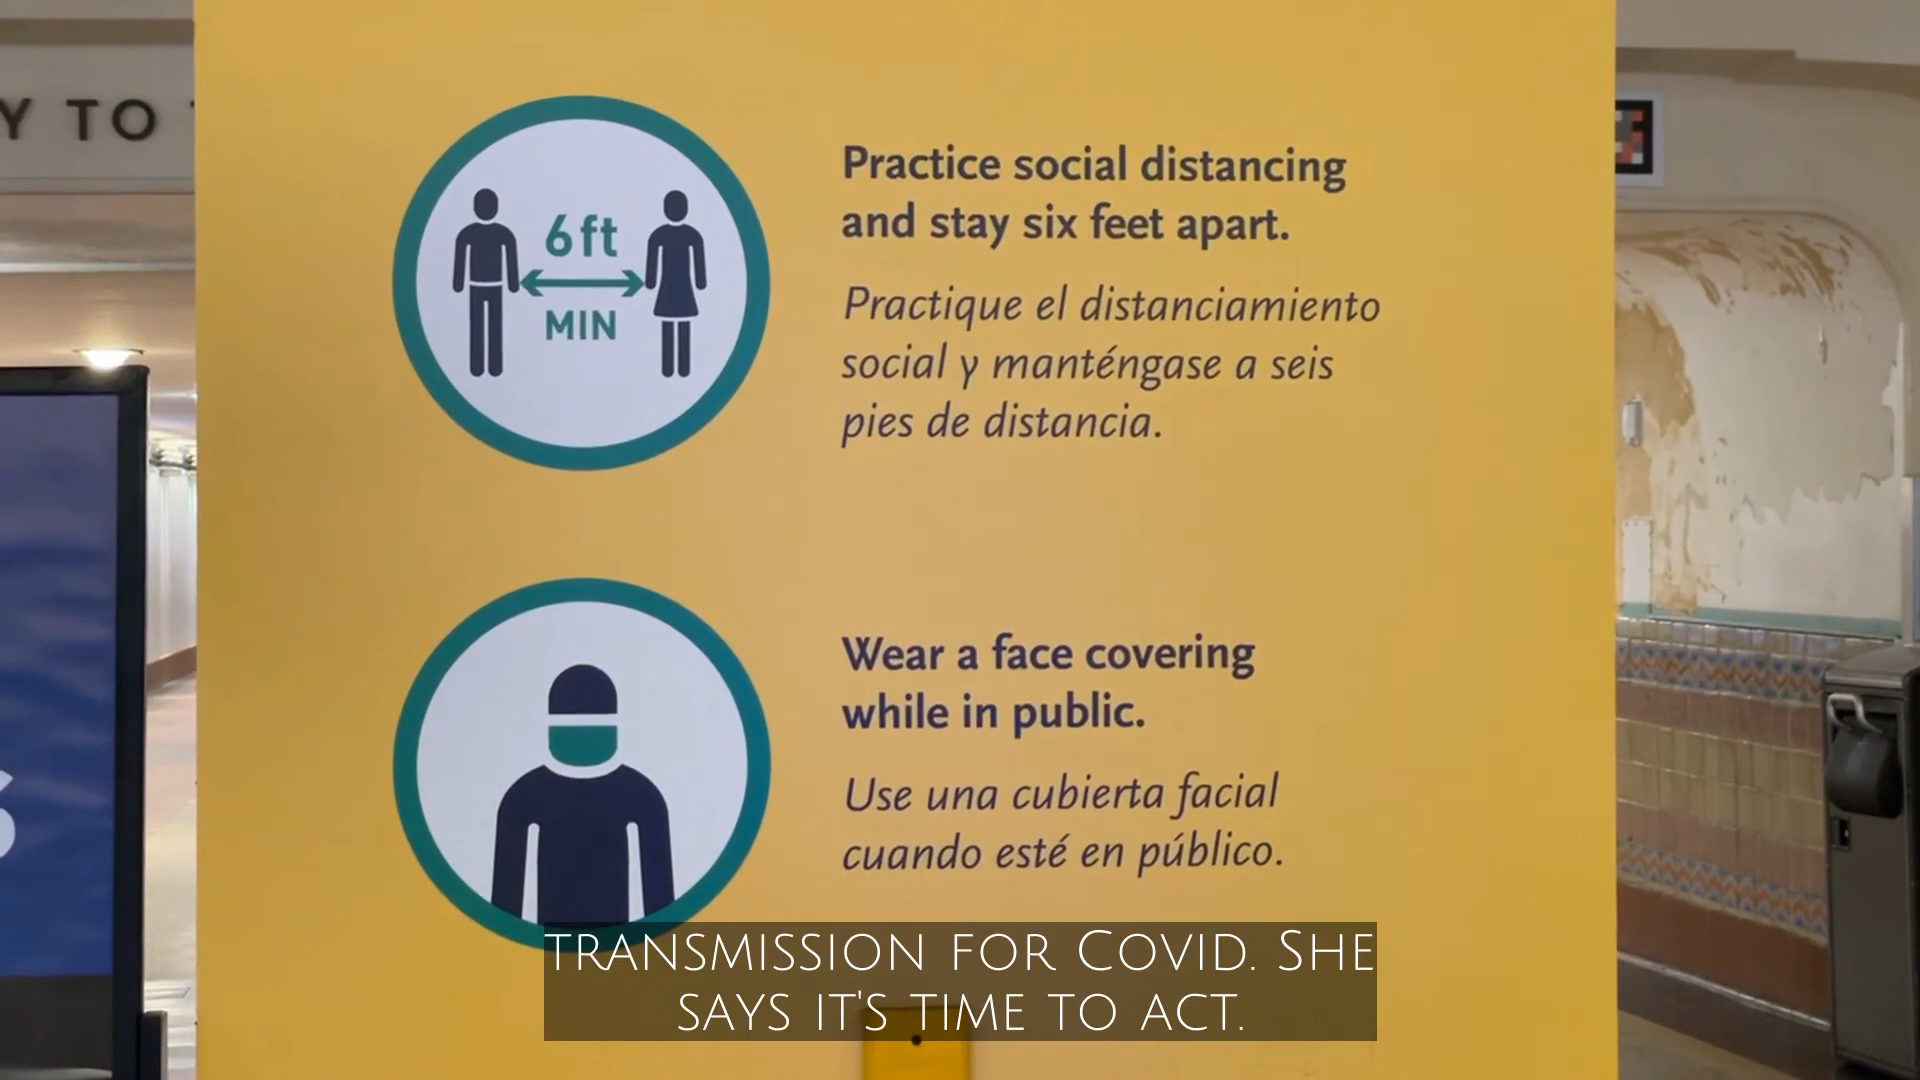 Y TO
6 ft
MIN
Practice social distancing
and stay six feet apart.
Practique el distanciamiento
social y manténgase a seis
pies de distancia.
Wear a face covering
while in public.
Use una cubierta facial
cuando esté en público.
TRANSMISSION FOR COVID. SHE
SAYS IT'S TIME TO ACT.